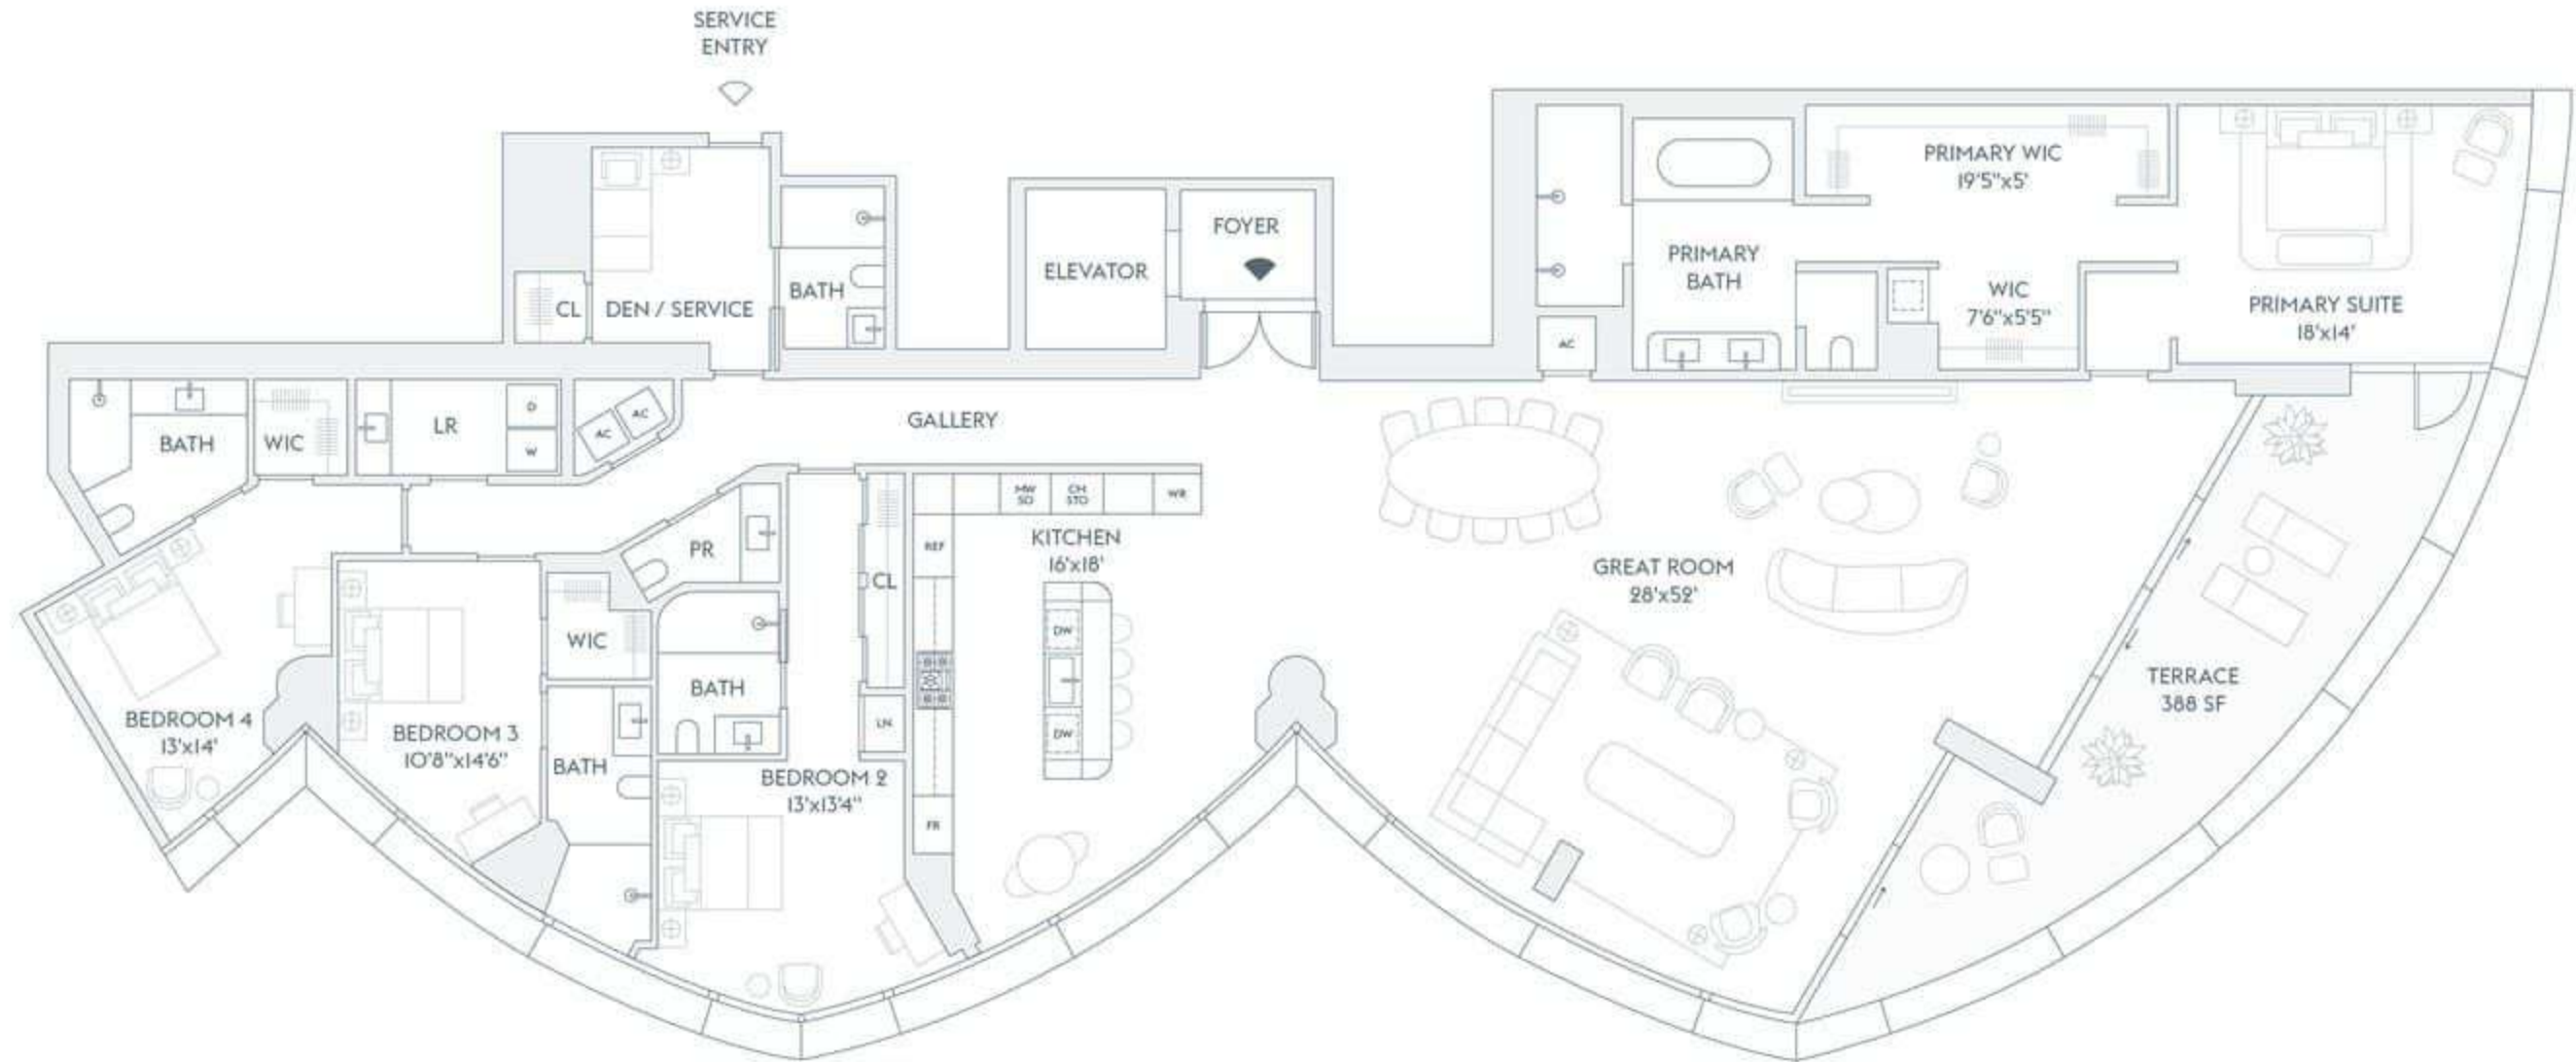 SERVICE
ENTRY
PRIMARY WIC
19'5"x5'
FOYER
ELEVATOR
PRIMARY
BATH
BATH
CL
DEN / SERVICE
WIC
7'6"x5'5"
PRIMARY SUITE
18'x14'
AC
D
W
LR
AC
AC
BATH
WIC
GALLERY
MW
SO
CH
STO
WR
REF
KITCHEN
16'x18'
PR
CL
GREAT ROOM
28'x52'
WIC
DW
DW
BATH
LN
TERRACE
388 SF
BEDROOM 4
13'x14'
BEDROOM 3
10'8"x14'6"
BATH
BEDROOM 2
13'x13'4"
FR